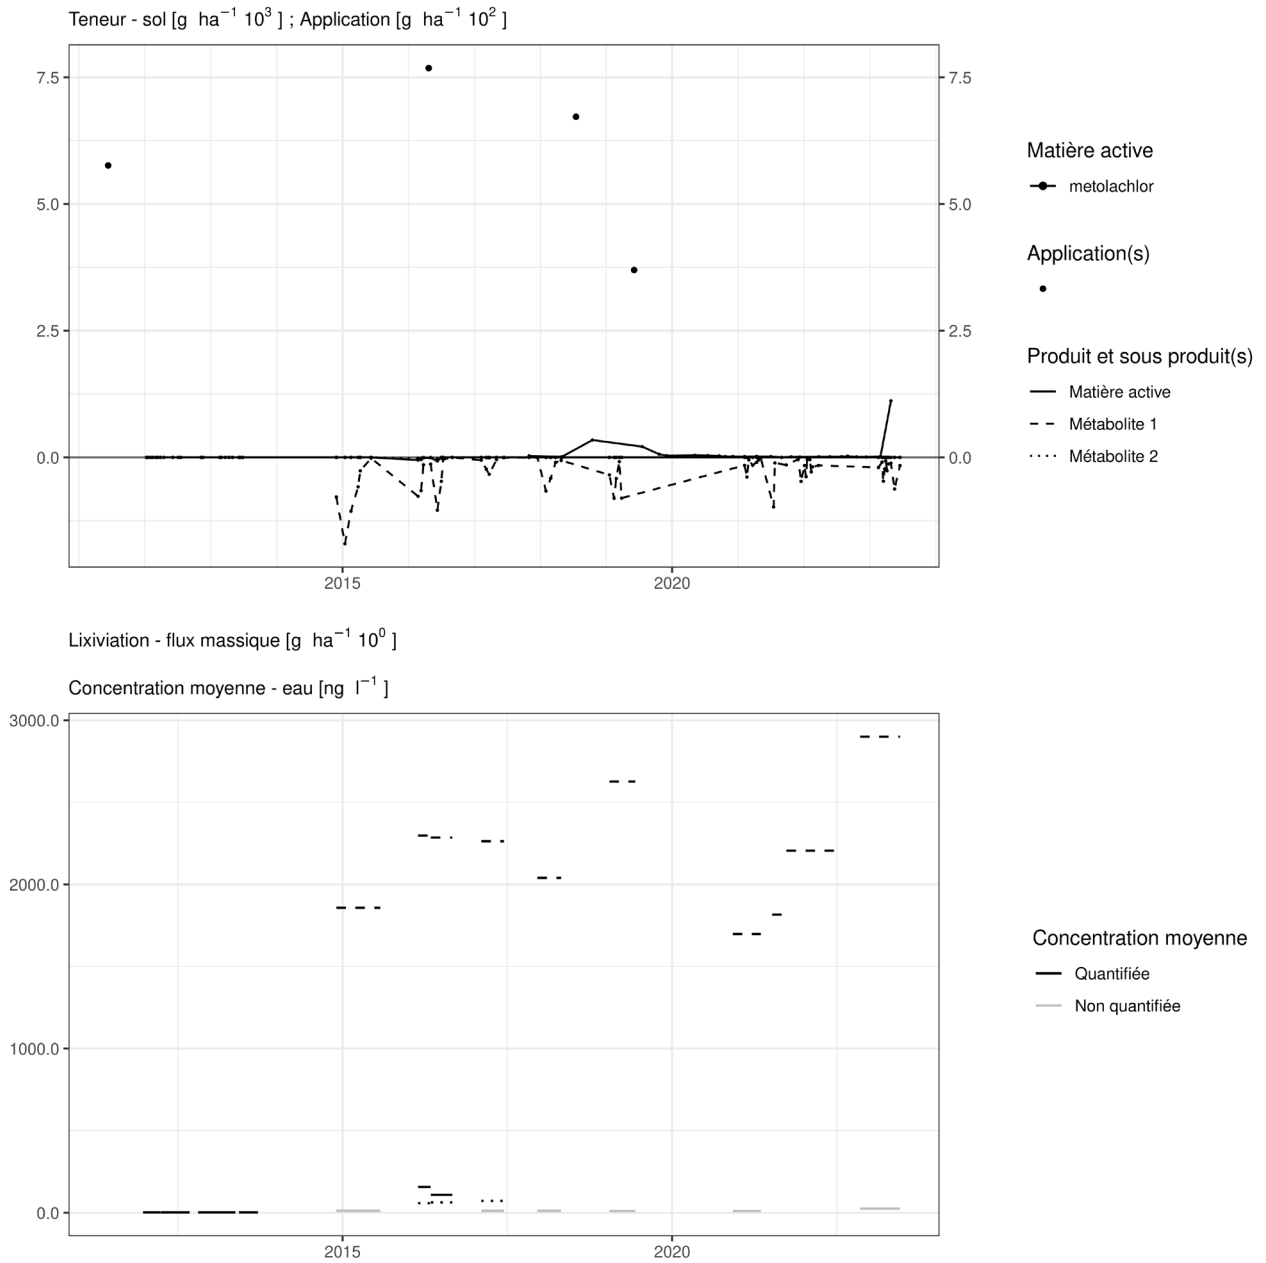 Teneur - sol [g ha⁻¹ 10³ ] ; Application [g ha⁻¹ 10² ]
7.5
5.0
2.5
0.0
7.5
5.0
2.5
0.0
2015
2020
Matière active
metolachlor
Application(s)
Produit et sous produit(s)
Matière active
Métabolite 1
Métabolite 2
Lixiviation - flux massique [g ha⁻¹ 10⁰ ]
Concentration moyenne - eau [ng l⁻¹ ]
3000.0
2000.0
1000.0
0.0
2015
2020
Concentration moyenne
Quantifiée
Non quantifiée